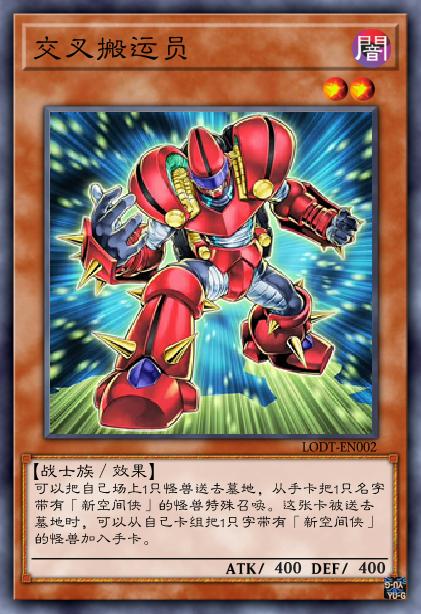 交叉搬运员
闇
LODT-EN002
【战士族／效果】
可以把自己场上1只怪兽送去墓地，从手卡把1只名字
带有「新空间侠」的怪兽特殊召唤。这张卡被送去
墓地时，可以从自己卡组把1只字带有「新空间侠」
的怪兽加入手卡。
ATK/ 400 DEF/ 400